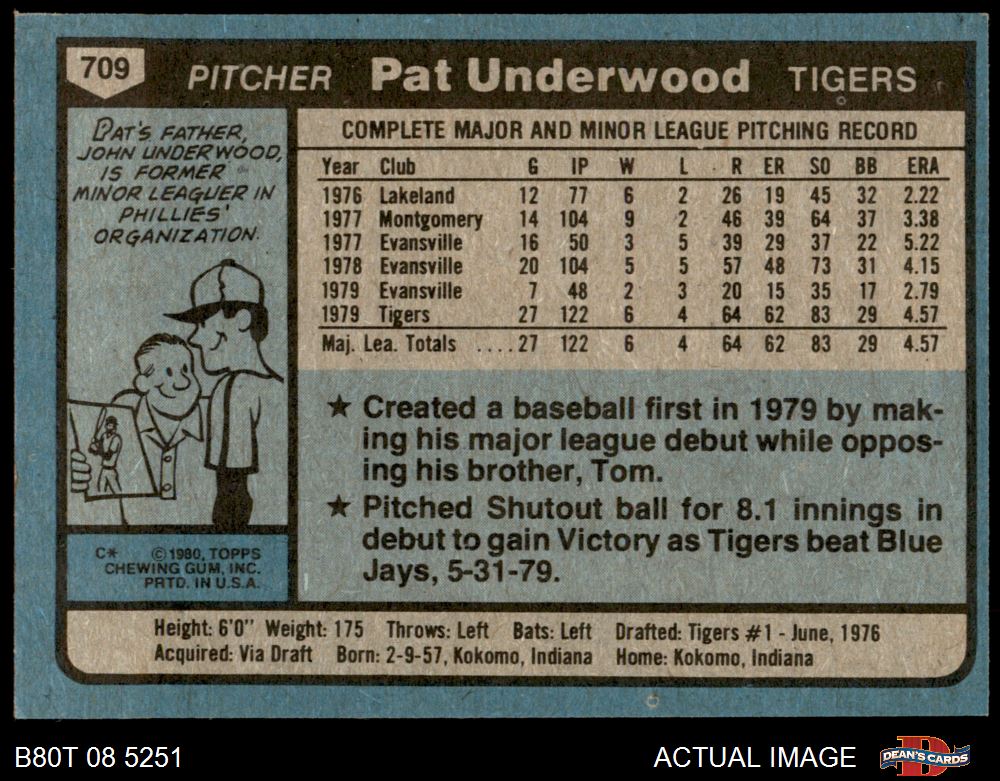 709 PITCHER Pat Underwood TIGERS
PAT'S FATHER,
JOHN UNDERWOOD,
IS FORMER
MINOR LEAGUER IN
PHILLIES'
ORGANIZATION.
C* © 1980, TOPPS
CHEWING GUM, INC.
PRTD. IN U.S.A.
COMPLETE MAJOR AND MINOR LEAGUE PITCHING RECORD
Year Club G IP W L R ER SO BB ERA
1976 Lakeland 12 77 6 2 26 19 45 32 2.22
1977 Montgomery 14 104 9 2 46 39 64 37 3.38
1977 Evansville 16 50 3 5 39 29 37 22 5.22
1978 Evansville 20 104 5 5 57 48 73 31 4.15
1979 Evansville 7 48 2 3 20 15 35 17 2.79
1979 Tigers 27 122 6 4 64 62 83 29 4.57
Maj. Lea. Totals ....27 122 6 4 64 62 83 29 4.57
★ Created a baseball first in 1979 by mak-
ing his major league debut while oppos-
ing his brother, Tom.
★ Pitched Shutout ball for 8.1 innings in
debut to gain Victory as Tigers beat Blue
Jays, 5-31-79.
Height: 6'0" Weight: 175 Throws: Left Bats: Left Drafted: Tigers #1 - June, 1976
Acquired: Via Draft Born: 2-9-57, Kokomo, Indiana Home: Kokomo, Indiana
B80T 08 5251 ACTUAL IMAGE DEAN'S CARDS